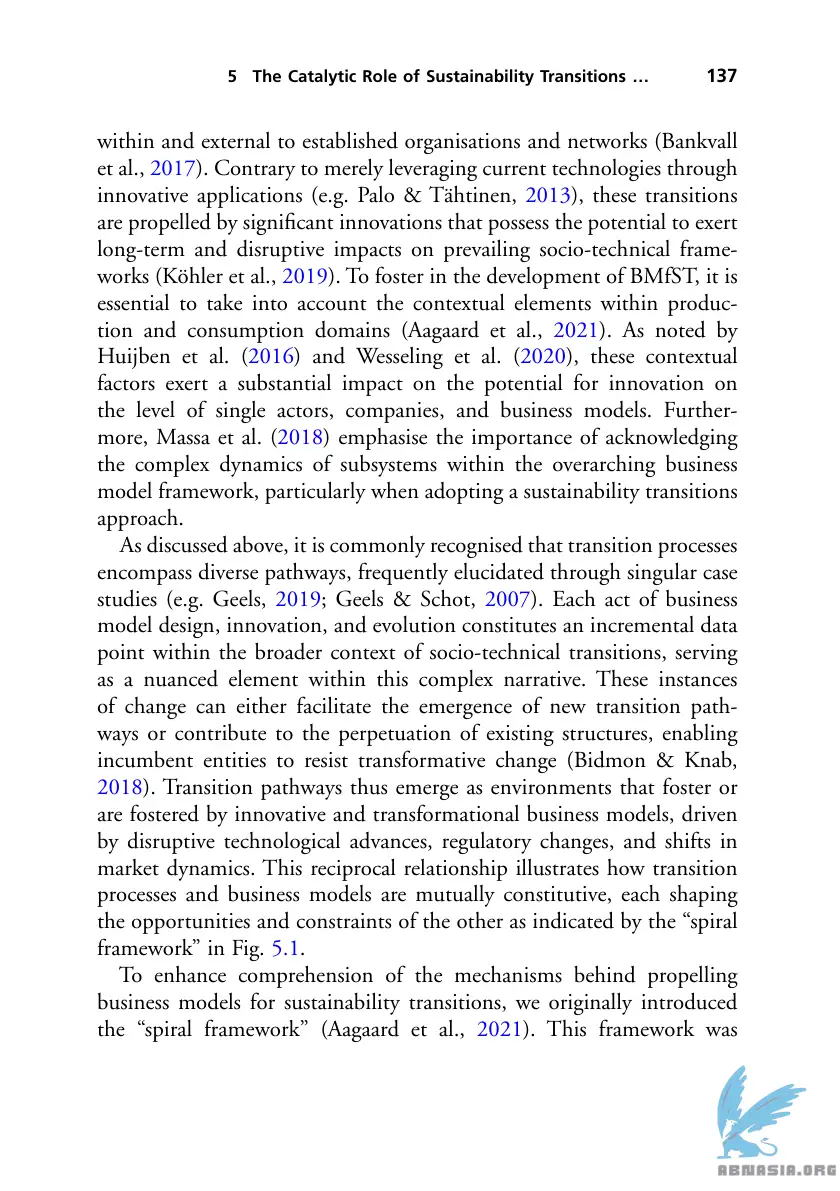 5 The Catalytic Role of Sustainability Transitions … 137
within and external to established organisations and networks (Bankvall
et al., 2017). Contrary to merely leveraging current technologies through
innovative applications (e.g. Palo & Tähtinen, 2013), these transitions
are propelled by significant innovations that possess the potential to exert
long-term and disruptive impacts on prevailing socio-technical frame-
works (Köhler et al., 2019). To foster in the development of BMfST, it is
essential to take into account the contextual elements within produc-
tion and consumption domains (Aagaard et al., 2021). As noted by
Huijben et al. (2016) and Wesseling et al. (2020), these contextual
factors exert a substantial impact on the potential for innovation on
the level of single actors, companies, and business models. Further-
more, Massa et al. (2018) emphasise the importance of acknowledging
the complex dynamics of subsystems within the overarching business
model framework, particularly when adopting a sustainability transitions
approach.
As discussed above, it is commonly recognised that transition processes
encompass diverse pathways, frequently elucidated through singular case
studies (e.g. Geels, 2019; Geels & Schot, 2007). Each act of business
model design, innovation, and evolution constitutes an incremental data
point within the broader context of socio-technical transitions, serving
as a nuanced element within this complex narrative. These instances
of change can either facilitate the emergence of new transition path-
ways or contribute to the perpetuation of existing structures, enabling
incumbent entities to resist transformative change (Bidmon & Knab,
2018). Transition pathways thus emerge as environments that foster or
are fostered by innovative and transformational business models, driven
by disruptive technological advances, regulatory changes, and shifts in
market dynamics. This reciprocal relationship illustrates how transition
processes and business models are mutually constitutive, each shaping
the opportunities and constraints of the other as indicated by the “spiral
framework” in Fig. 5.1.
To enhance comprehension of the mechanisms behind propelling
business models for sustainability transitions, we originally introduced
the “spiral framework” (Aagaard et al., 2021). This framework was
ABNASIA.ORG